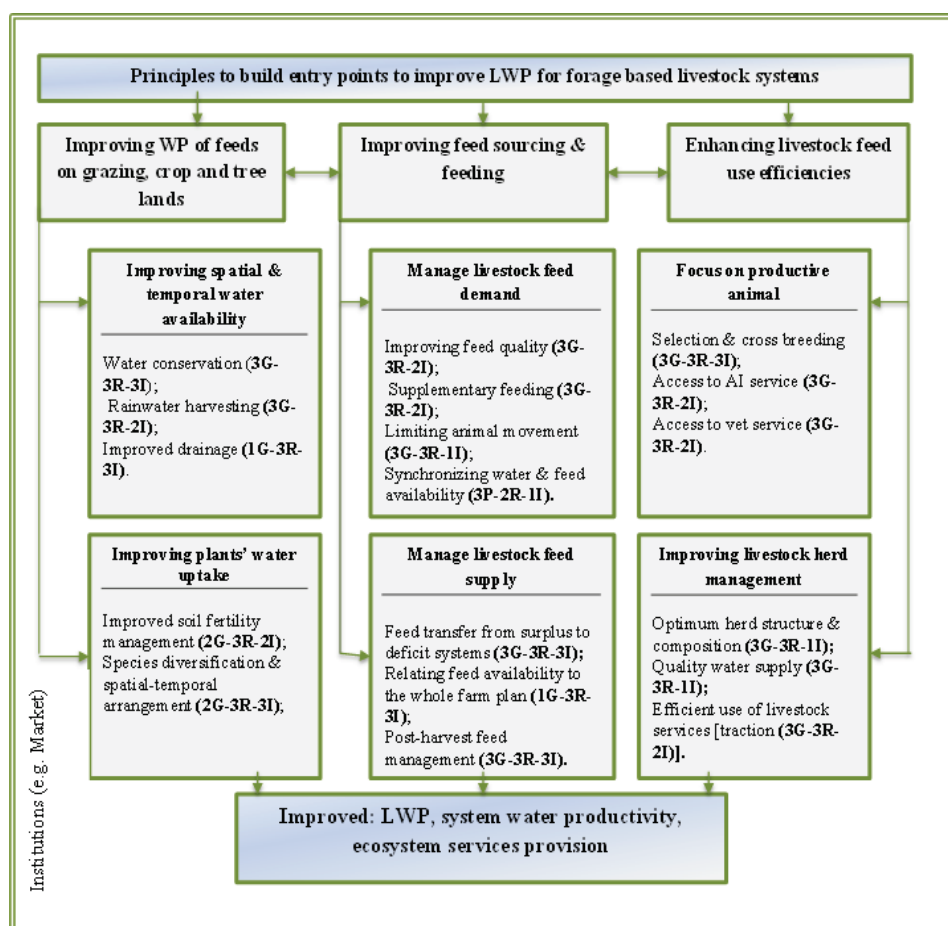 Principles to build entry points to improve LWP for forage based livestock systems
Improving WP of feeds
on grazing, crop and tree
lands
Improving feed sourcing &
feeding
Enhancing livestock feed
use efficiencies
Improving spatial &
temporal water
availability
Water conservation (3G-
3R-3I);
Rainwater harvesting (3G-
3R-2I);
Improved drainage (1G-3R-
3I).
Manage livestock feed
demand
Improving feed quality (3G-
3R-2I);
Supplementary feeding (3G-
3R-2I);
Limiting animal movement
(3G-3R-1I);
Synchronizing water & feed
availability (3P-2R-1I).
Focus on productive
animal
Selection & cross breeding
(3G-3R-3I);
Access to AI service (3G-
3R-2I);
Access to vet service (3G-
3R-2I).
Improving plants' water
uptake
Improved soil fertility
management (2G-3R-2I);
Species diversification &
spatial-temporal
arrangement (2G-3R-3I);
Manage livestock feed
supply
Feed transfer from surplus to
deficit systems (3G-3R-3I);
Relating feed availability to
the whole farm plan (1G-3R-
3I);
Post-harvest feed
management (3G-3R-3I).
Improving livestock herd
management
Optimum herd structure &
composition (3G-3R-1I);
Quality water supply (3G-
3R-1I);
Efficient use of livestock
services [traction (3G-3R-
2I)].
Institutions (e.g. Market)
Improved: LWP, system water productivity,
ecosystem services provision